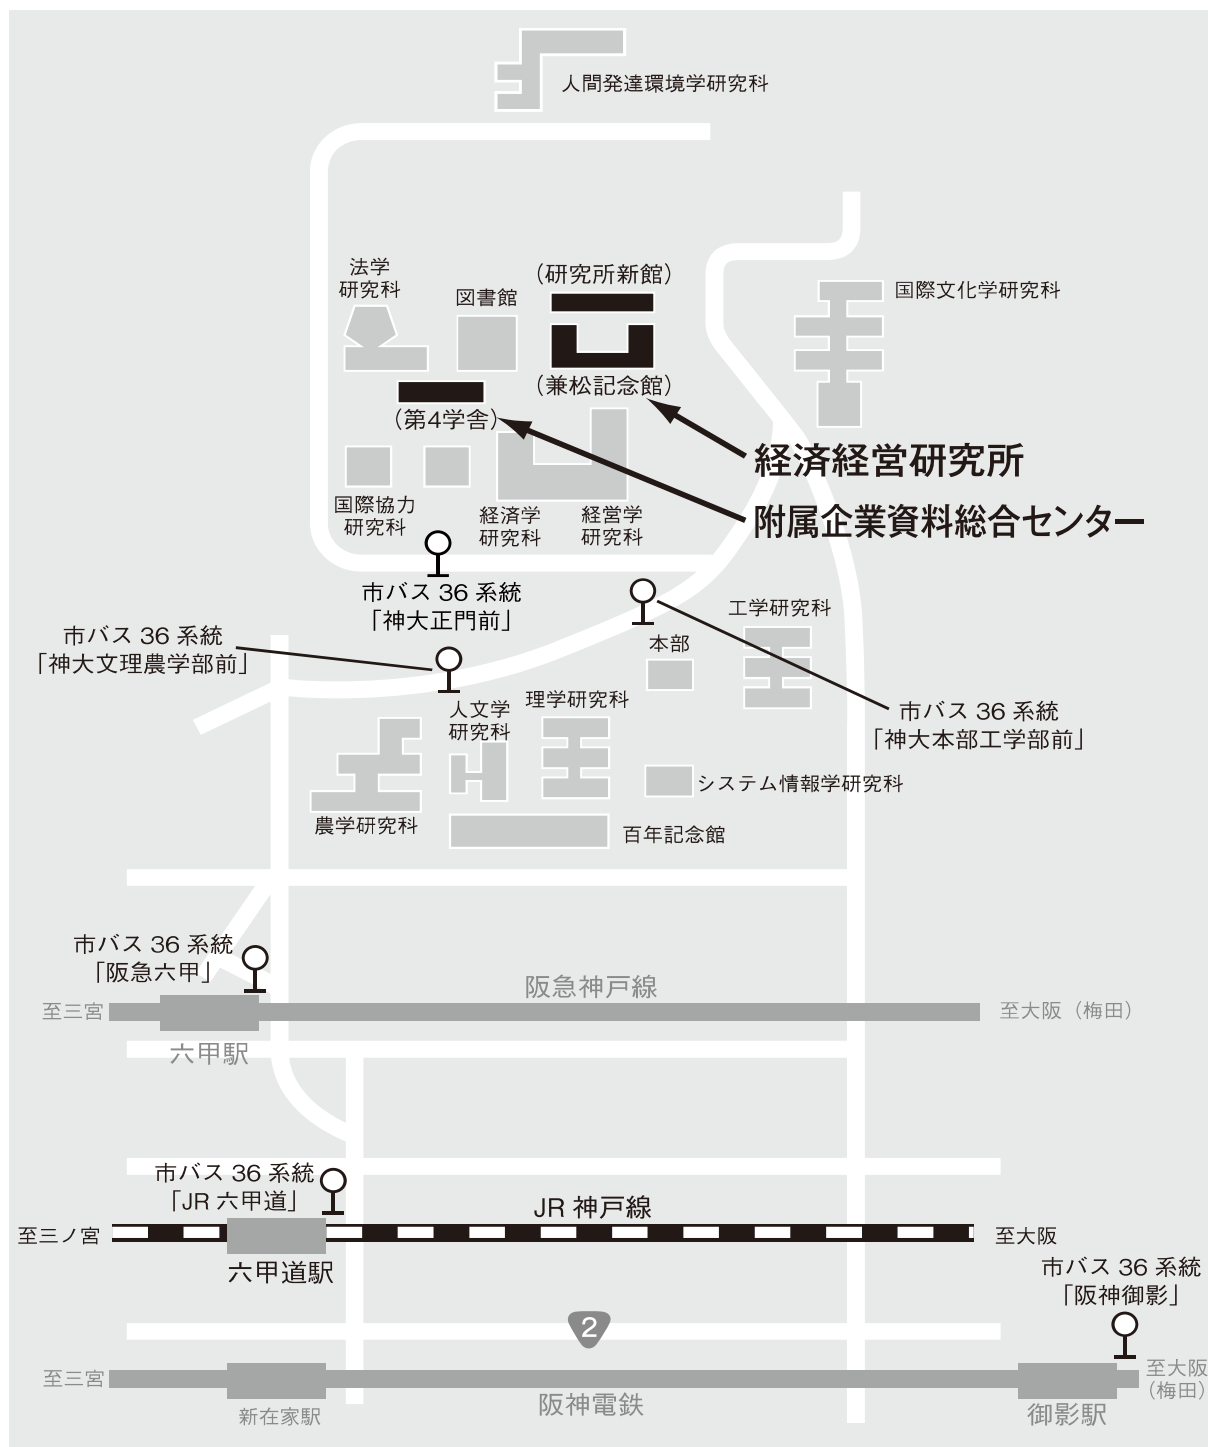 人間発達環境学研究科
法学
研究科
図書館
（研究所新館）
国際文化学研究科
（兼松記念館）
（第4学舎）
経済経営研究所
国際協力
研究科
経済学
研究科
経営学
研究科
附属企業資料総合センター
市バス 36 系統
「神大正門前」
工学研究科
市バス 36 系統
「神大文理農学部前」
本部
人文学
研究科
理学研究科
市バス 36 系統
「神大本部工学部前」
システム情報学研究科
農学研究科
百年記念館
市バス 36 系統
「阪急六甲」
阪急神戸線
至三宮
至大阪（梅田）
六甲駅
市バス 36 系統
「JR 六甲道」
JR 神戸線
至三ノ宮
至大阪
六甲道駅
市バス 36 系統
「阪神御影」
2
至三宮
至大阪
（梅田）
新在家駅
阪神電鉄
御影駅